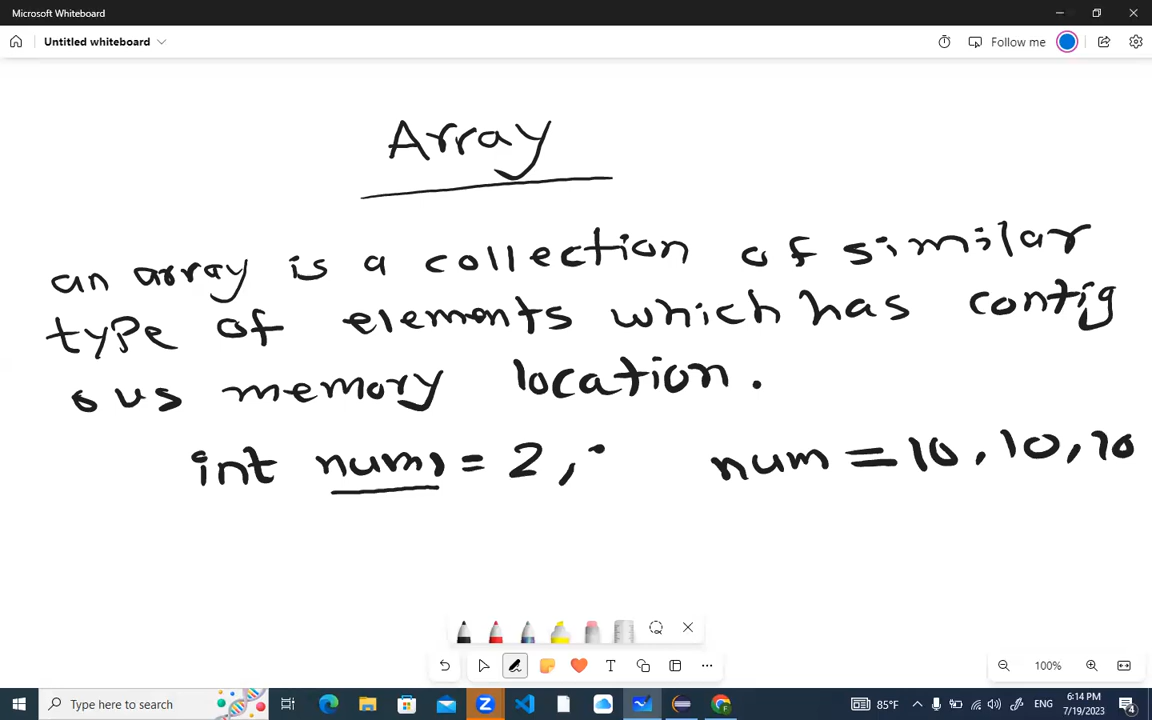 Microsoft Whiteboard
Untitled whiteboard
Follow me
Array
an array is a collection of similar
type of elements which has contig
ous memory location.
int nums = 2, num = 10, 10, 10
100%
Type here to search
85°F
ENG
6:14 PM
7/19/2023
4